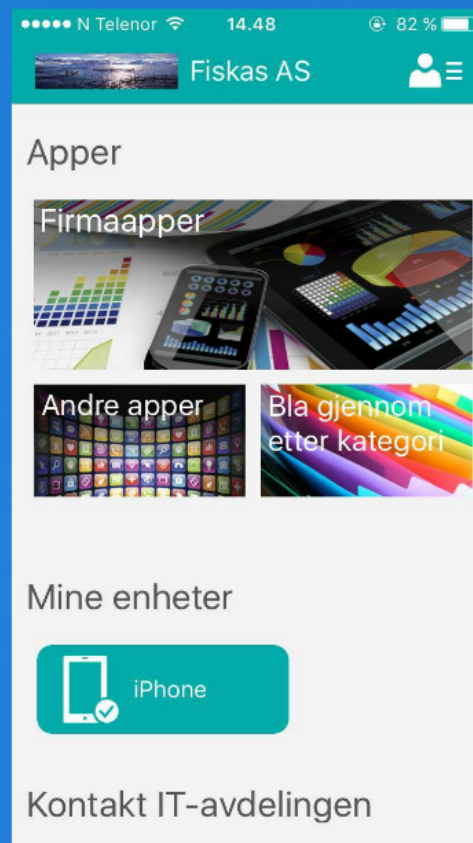 N Telenor 14.48 82 %
Fiskas AS
Apper
Firmaapper
Andre apper
Bla gjennom
etter kategori
Mine enheter
iPhone
Kontakt IT-avdelingen